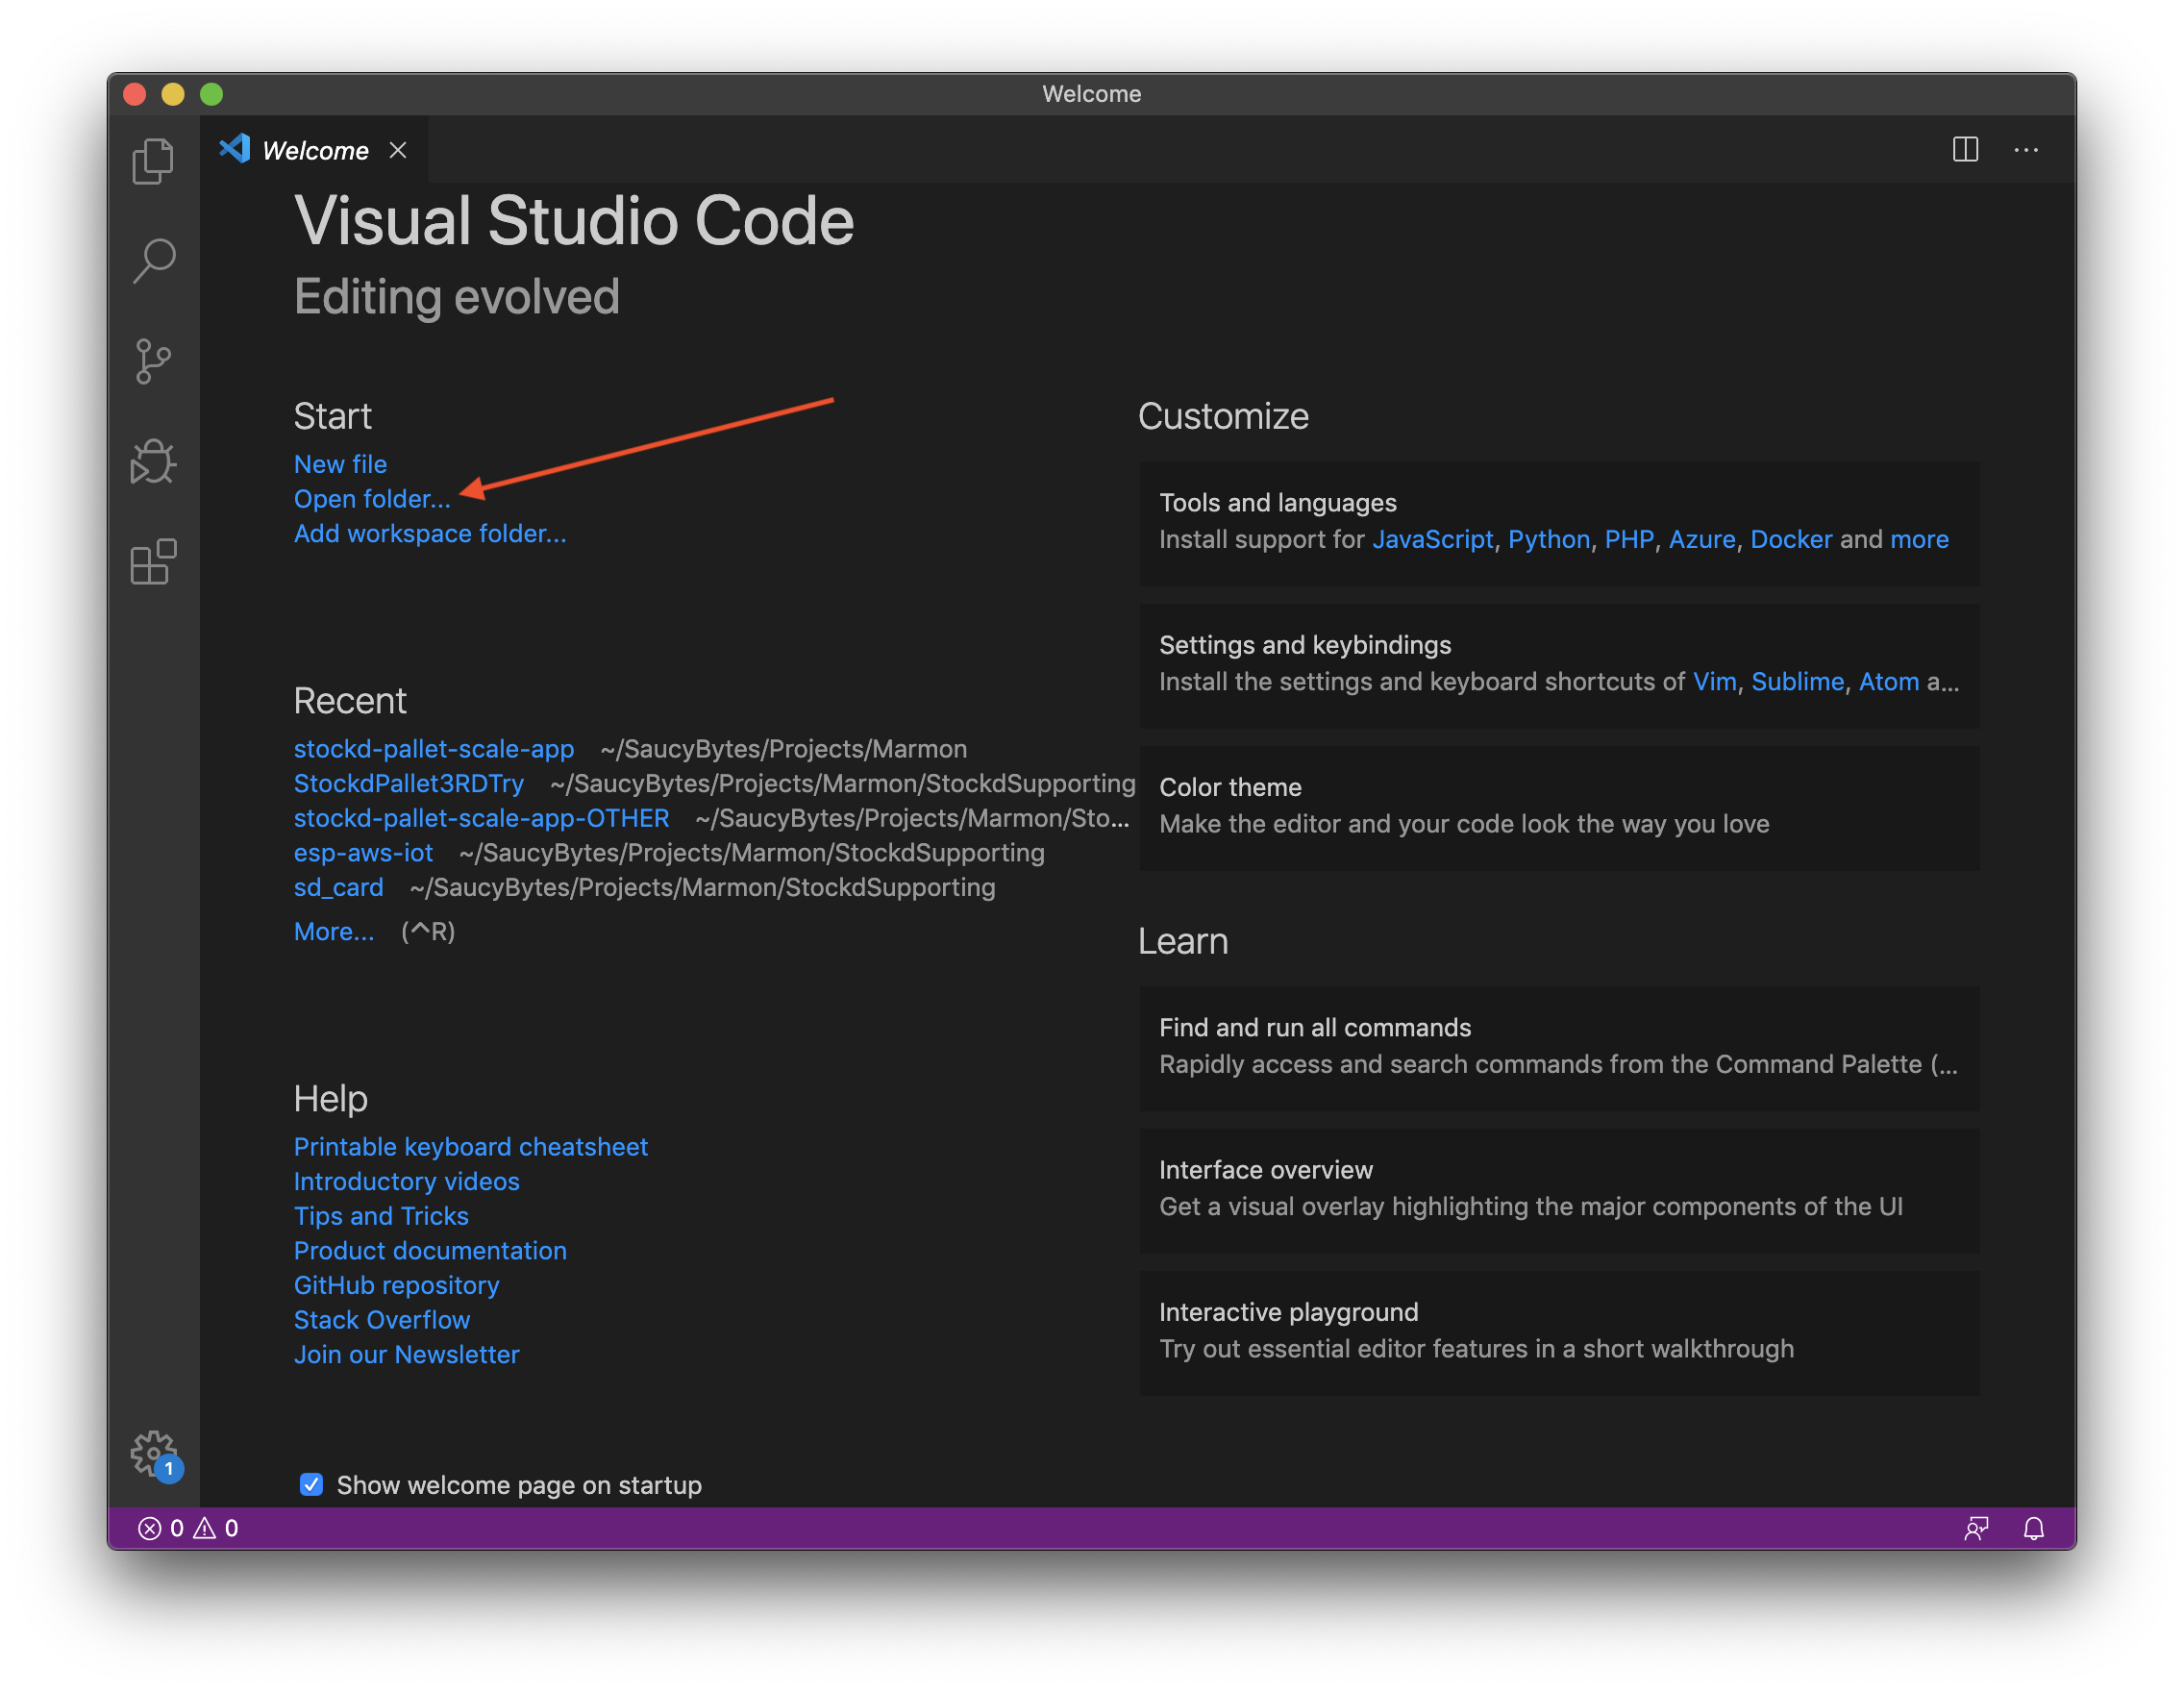 Welcome
Welcome
Visual Studio Code
Editing evolved
Start
New file
Open folder...
Add workspace folder...
Recent
stockd-pallet-scale-app ~/SaucyBytes/Projects/Marmon
StockdPallet3RDTry ~/SaucyBytes/Projects/Marmon/StockdSupporting
stockd-pallet-scale-app-OTHER ~/SaucyBytes/Projects/Marmon/Sto...
esp-aws-iot ~/SaucyBytes/Projects/Marmon/StockdSupporting
sd_card ~/SaucyBytes/Projects/Marmon/StockdSupporting
More... (^R)
Help
Printable keyboard cheatsheet
Introductory videos
Tips and Tricks
Product documentation
GitHub repository
Stack Overflow
Join our Newsletter
Show welcome page on startup
Customize
Tools and languages
Install support for JavaScript, Python, PHP, Azure, Docker and more
Settings and keybindings
Install the settings and keyboard shortcuts of Vim, Sublime, Atom a...
Color theme
Make the editor and your code look the way you love
Learn
Find and run all commands
Rapidly access and search commands from the Command Palette (...
Interface overview
Get a visual overlay highlighting the major components of the UI
Interactive playground
Try out essential editor features in a short walkthrough
1
0 0